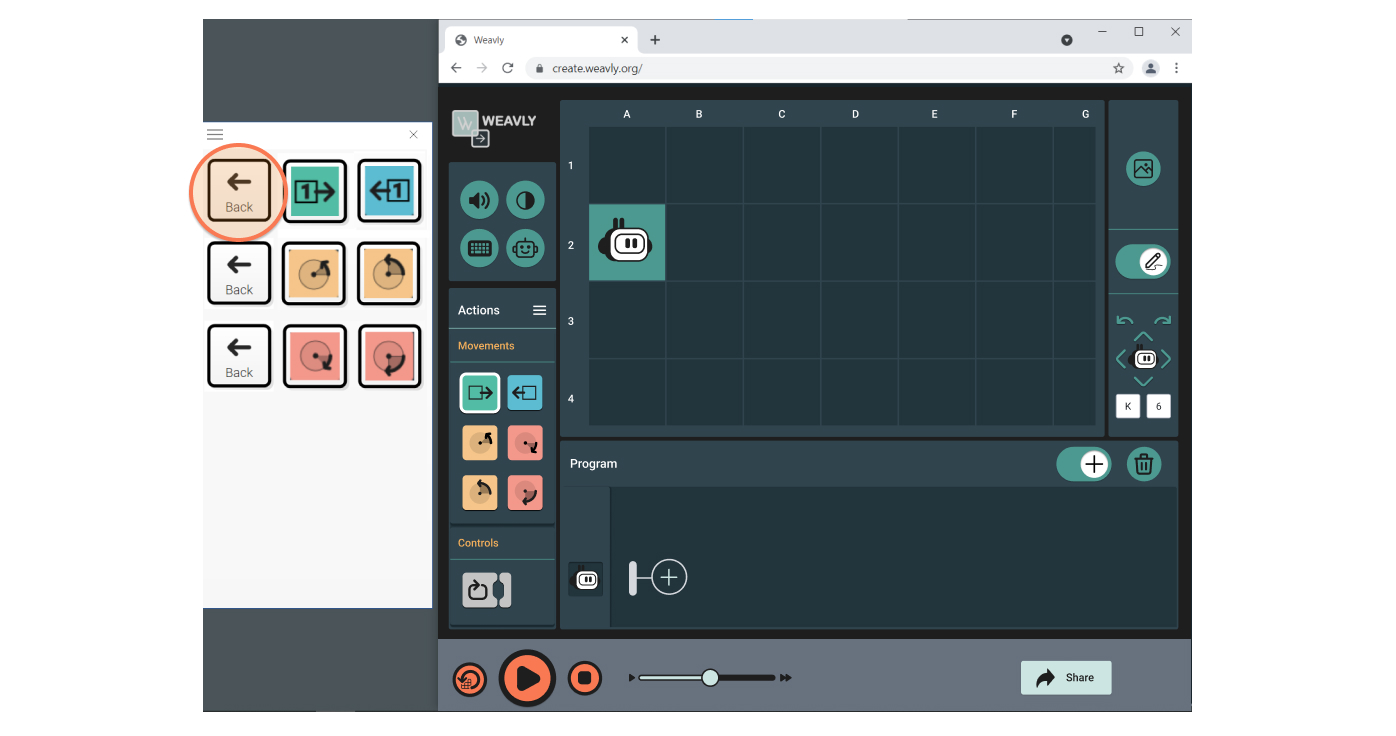 Weavly
create.weavly.org/
W WEAVLY
A B C D E F G
1
2
3
4
Back 1 1
Back
Back
Actions
Movements
Controls
K 6
Program
Share